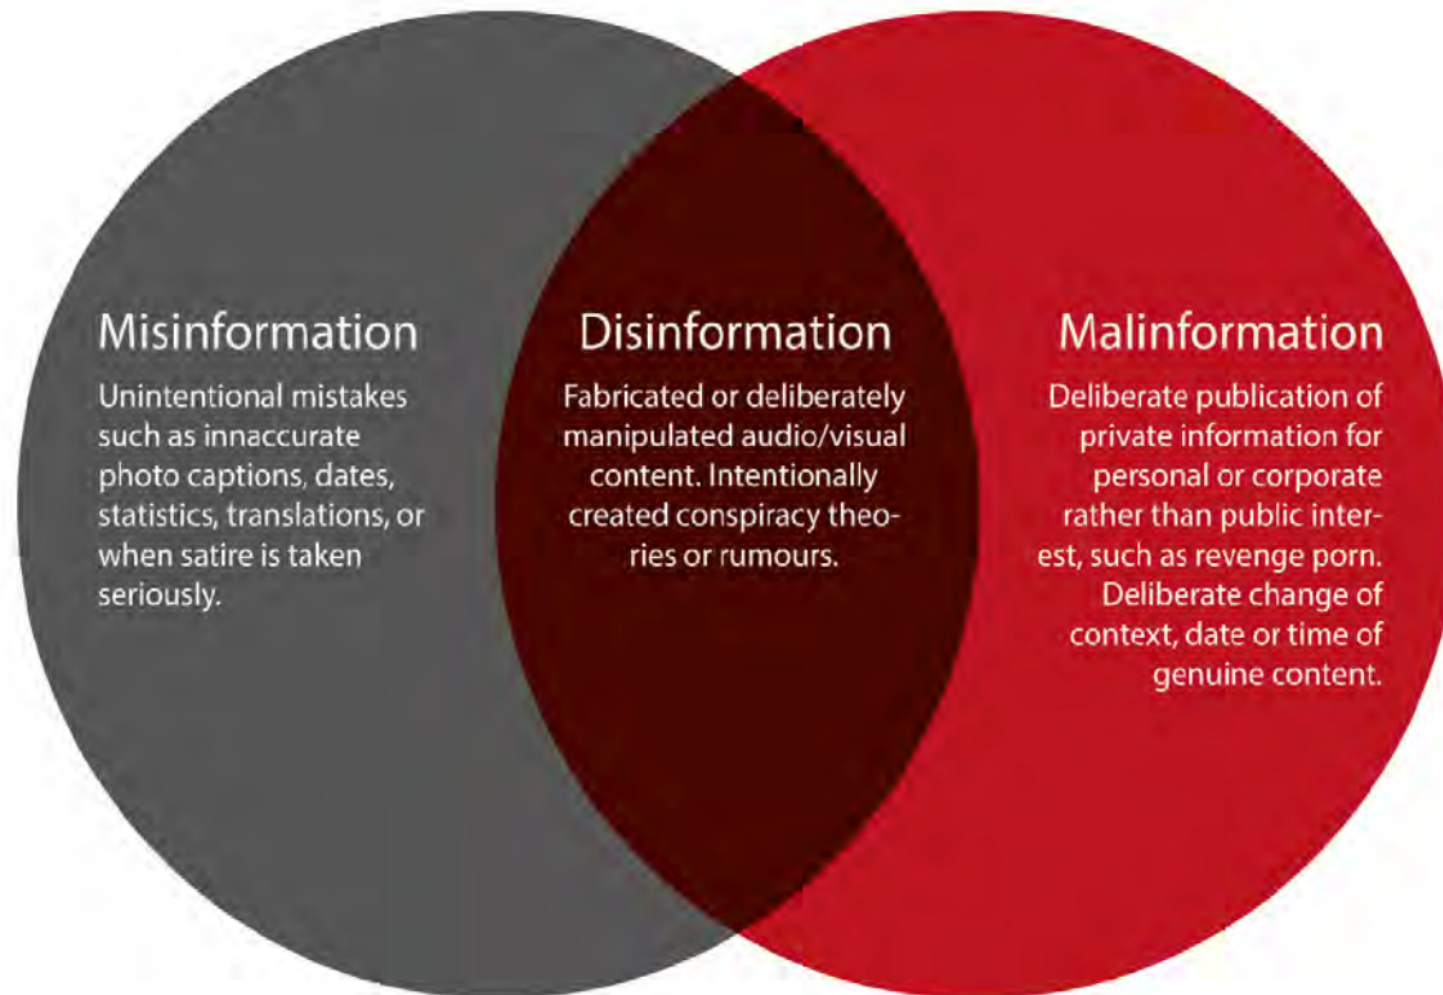 Misinformation
Unintentional mistakes
such as innaccurate
photo captions, dates,
statistics, translations, or
when satire is taken
seriously.
Disinformation
Fabricated or deliberately
manipulated audio/visual
content. Intentionally
created conspiracy theo-
ries or rumours.
Malinformation
Deliberate publication of
private information for
personal or corporate
rather than public inter-
est, such as revenge porn.
Deliberate change of
context, date or time of
genuine content.